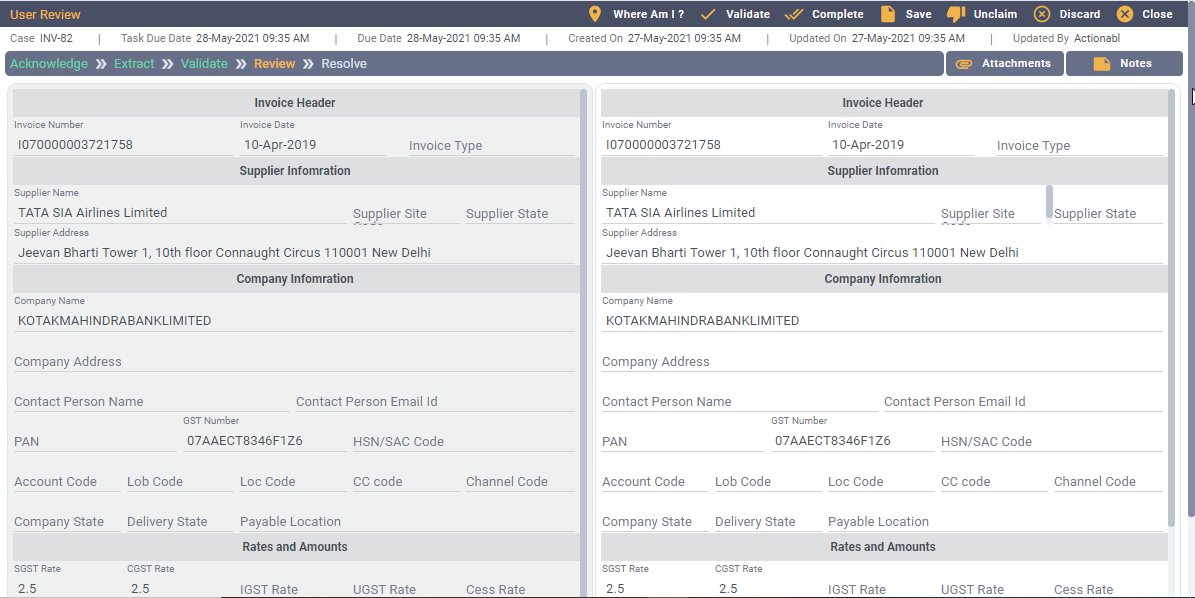 User Review Where Am I ? Validate Complete Save Unclaim Discard Close
Case INV-82 | Task Due Date 28-May-2021 09:35 AM | Due Date 28-May-2021 09:35 AM | Created On 27-May-2021 09:35 AM | Updated On 27-May-2021 09:35 AM | Updated By Actionabl
Acknowledge » Extract » Validate » Review » Resolve Attachments Notes
Invoice Header
Invoice Number Invoice Date
I070000003721758 10-Apr-2019 Invoice Type
Supplier Infomration
Supplier Name
TATA SIA Airlines Limited Supplier Site Supplier State
Supplier Address
Jeevan Bharti Tower 1, 10th floor Connaught Circus 110001 New Delhi
Company Infomration
Company Name
KOTAKMAHINDRABANKLIMITED
Company Address
Contact Person Name Contact Person Email Id
GST Number
PAN 07AAECT8346F1Z6 HSN/SAC Code
Account Code Lob Code Loc Code CC code Channel Code
Company State Delivery State Payable Location
Rates and Amounts
SGST Rate CGST Rate
2.5 2.5 IGST Rate UGST Rate Cess Rate
Invoice Header
Invoice Number Invoice Date
I070000003721758 10-Apr-2019 Invoice Type
Supplier Infomration
Supplier Name
TATA SIA Airlines Limited Supplier Site Supplier State
Supplier Address
Jeevan Bharti Tower 1, 10th floor Connaught Circus 110001 New Delhi
Company Infomration
Company Name
KOTAKMAHINDRABANKLIMITED
Company Address
Contact Person Name Contact Person Email Id
GST Number
PAN 07AAECT8346F1Z6 HSN/SAC Code
Account Code Lob Code Loc Code CC code Channel Code
Company State Delivery State Payable Location
Rates and Amounts
SGST Rate CGST Rate
2.5 2.5 IGST Rate UGST Rate Cess Rate